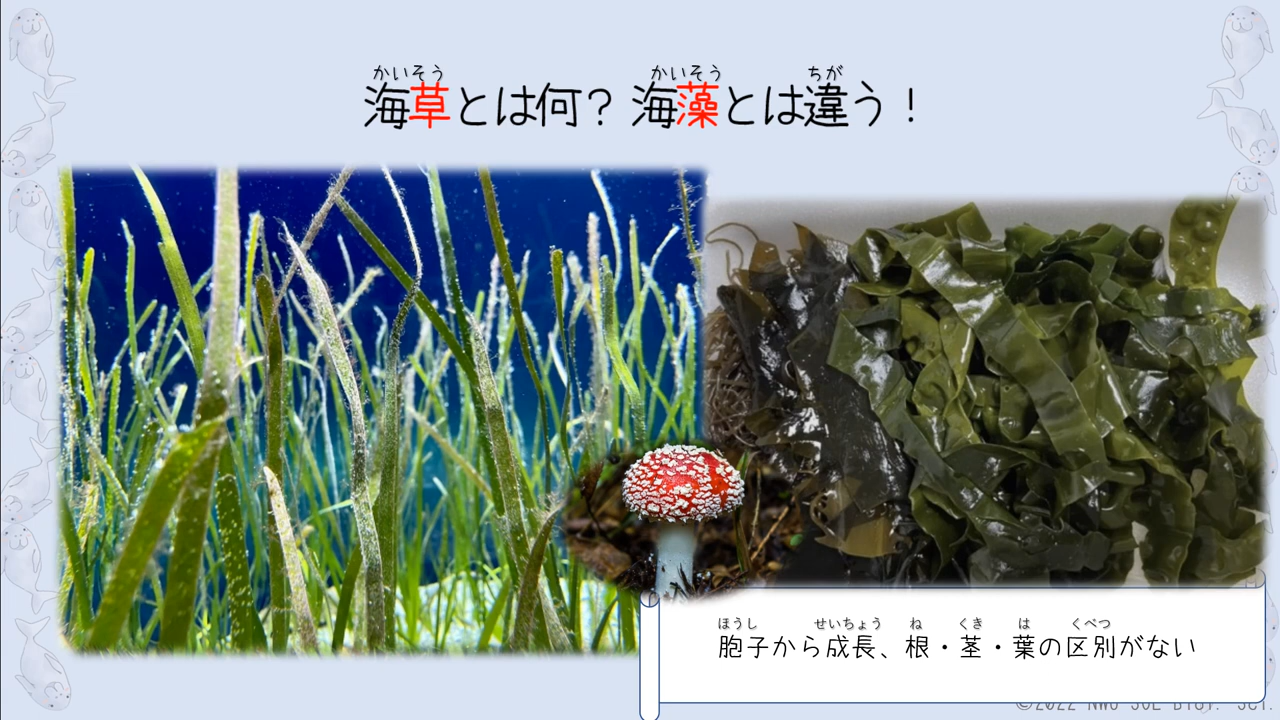 かいそう かいそう ちが
海草とは何？ 海藻とは違う！
ほうし せいちょう ね くき は くべつ
胞子から成長、根・茎・葉の区別がない